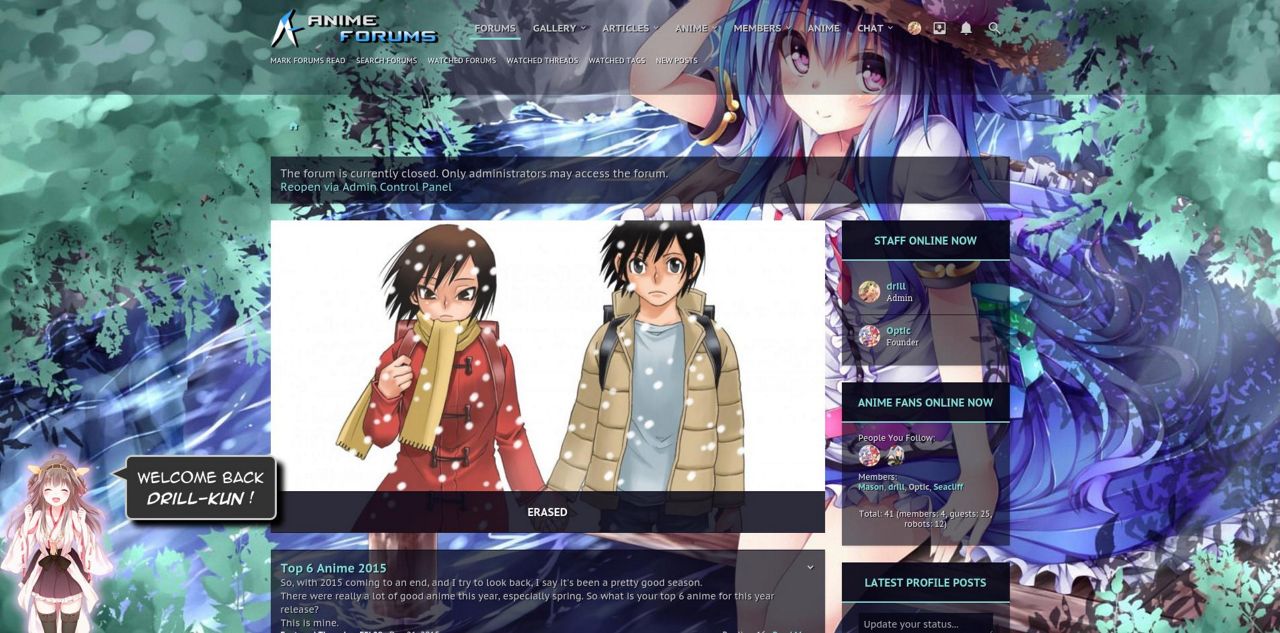 ANIME FORUMS
FORUMS GALLERY ARTICLES ANIME MEMBERS ANIME CHAT
MARK FORUMS READ SEARCH FORUMS WATCHED FORUMS WATCHED THREADS WATCHED TAGS NEW POSTS
The forum is currently closed. Only administrators may access the forum.
Reopen via Admin Control Panel
ERASED
WELCOME BACK
DRILL-KUN !
Top 6 Anime 2015
So, with 2015 coming to an end, and I try to look back, I say it's been a pretty good season.
There were really a lot of good anime this year, especially spring. So what is your top 6 anime for this year
release?
This is mine.
STAFF ONLINE NOW
drill
Admin
Optic
Founder
ANIME FANS ONLINE NOW
People You Follow:
Members:
Mason, drill, Optic, Seacliff
Total: 41 (members: 4, guests: 25,
robots: 12)
LATEST PROFILE POSTS
Update your status...